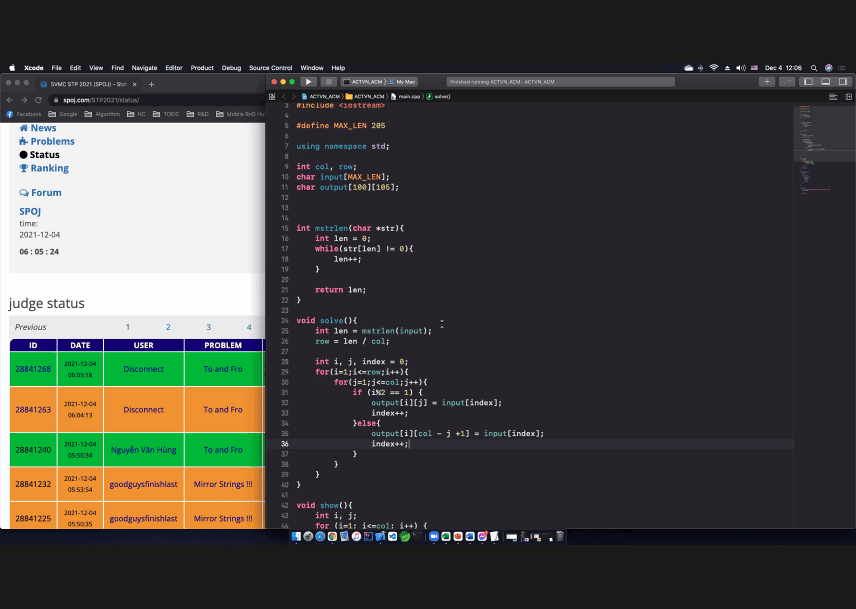 Xcode File Edit View Find Navigate Editor Product Debug Source Control Window Help
Dec 4 12:06
SVMC STP 2021 (SPOJ) - Sta
ACTVN_ACM My Mac
Finished running ACTVN_ACM : ACTVN_ACM
spoj.com/STP2021/status/
ACTVN_ACM ACTVN_ACM main.cpp solve()
Facebook Google Algorithm NC TOEIC R&D Mobile RnD
News
Problems
Status
Ranking
Forum
SPOJ
time:
2021-12-04
06 : 05 : 24
judge status
Previous 1 2 3 4
ID DATE USER PROBLEM
28841268 2021-12-04 06:05:18 Disconnect To and Fro
28841263 2021-12-04 06:04:13 Disconnect To and Fro
28841240 2021-12-04 05:56:34 Nguyễn Văn Hùng To and Fro
28841232 2021-12-04 05:53:54 goodguysfinishlast Mirror Strings !!!
28841225 2021-12-04 05:50:35 goodguysfinishlast Mirror Strings !!!
3 #include <iostream>
4
5 #define MAX_LEN 205
6
7 using namespace std;
8
9 int col, row;
10 char input[MAX_LEN];
11 char output[100][105];
12
13
14
15 int mstrlen(char *str){
16 int len = 0;
17 while(str[len] != 0){
18 len++;
19 }
20
21 return len;
22 }
23
24 void solve(){
25 int len = mstrlen(input);
26 row = len / col;
27
28 int i, j, index = 0;
29 for(i=1;i<=row;i++){
30 for(j=1;j<=col;j++){
31 if (i%2 == 1) {
32 output[i][j] = input[index];
33 index++;
34 }else{
35 output[i][col - j +1] = input[index];
36 index++;
37 }
38 }
39 }
40 }
41
42 void show(){
43 int i, j;
44 for (i=1; i<=col; i++) {